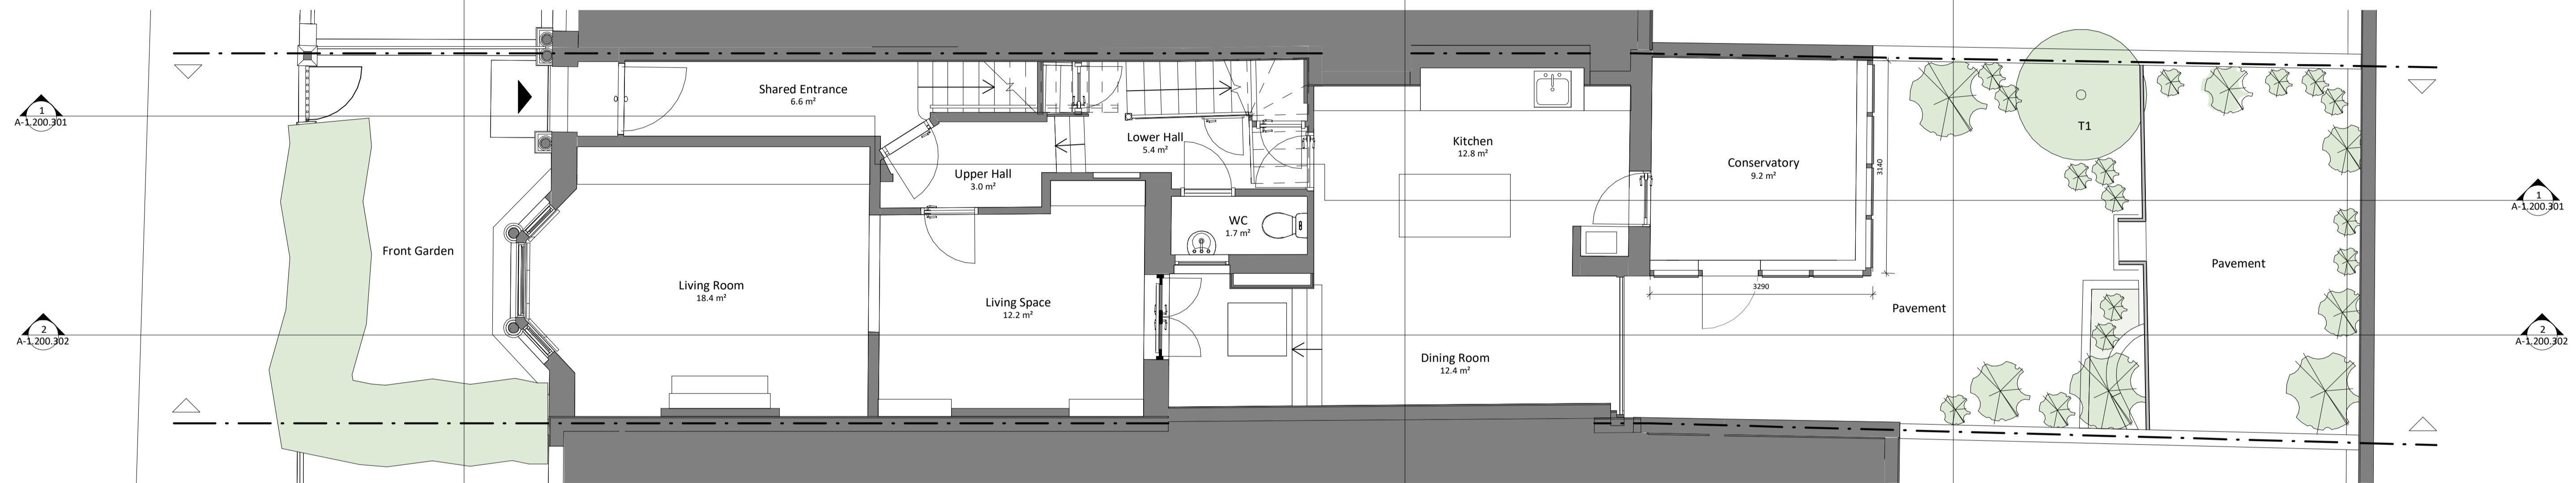 1
A-1.200.301
2
A-1.200.302
Front Garden
Shared Entrance
6.6 m²
Living Room
18.4 m²
Upper Hall
3.0 m²
Lower Hall
5.4 m²
Living Space
12.2 m²
WC
1.7 m²
Kitchen
12.8 m²
Dining Room
12.4 m²
Conservatory
9.2 m²
3140
3290
Pavement
T1
Pavement
1
A-1.200.301
2
A-1.200.302